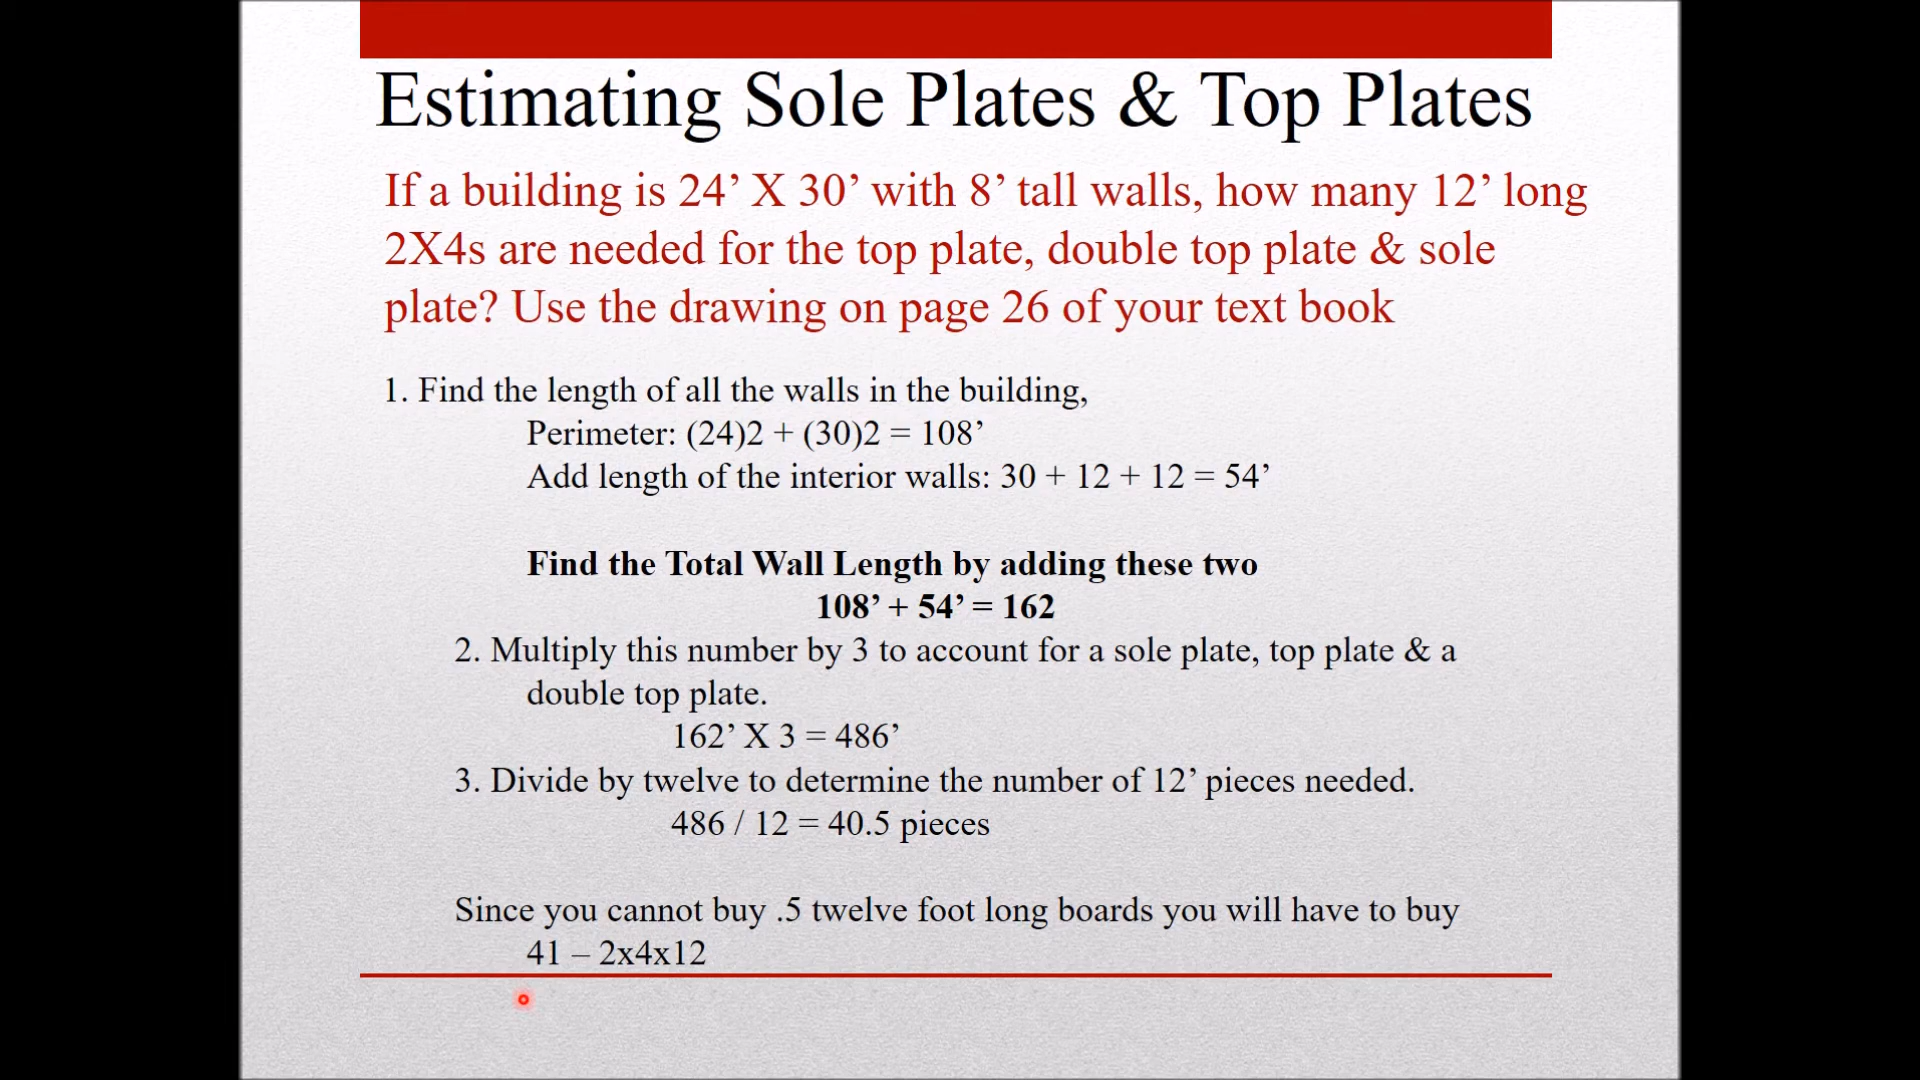 Estimating Sole Plates & Top Plates
If a building is 24’ X 30’ with 8’ tall walls, how many 12’ long
2X4s are needed for the top plate, double top plate & sole
plate? Use the drawing on page 26 of your text book
1. Find the length of all the walls in the building,
Perimeter: (24)2 + (30)2 = 108’
Add length of the interior walls: 30 + 12 + 12 = 54’
Find the Total Wall Length by adding these two
108’ + 54’ = 162
2. Multiply this number by 3 to account for a sole plate, top plate & a
double top plate.
162’ X 3 = 486’
3. Divide by twelve to determine the number of 12’ pieces needed.
486 / 12 = 40.5 pieces
Since you cannot buy .5 twelve foot long boards you will have to buy
41 – 2x4x12